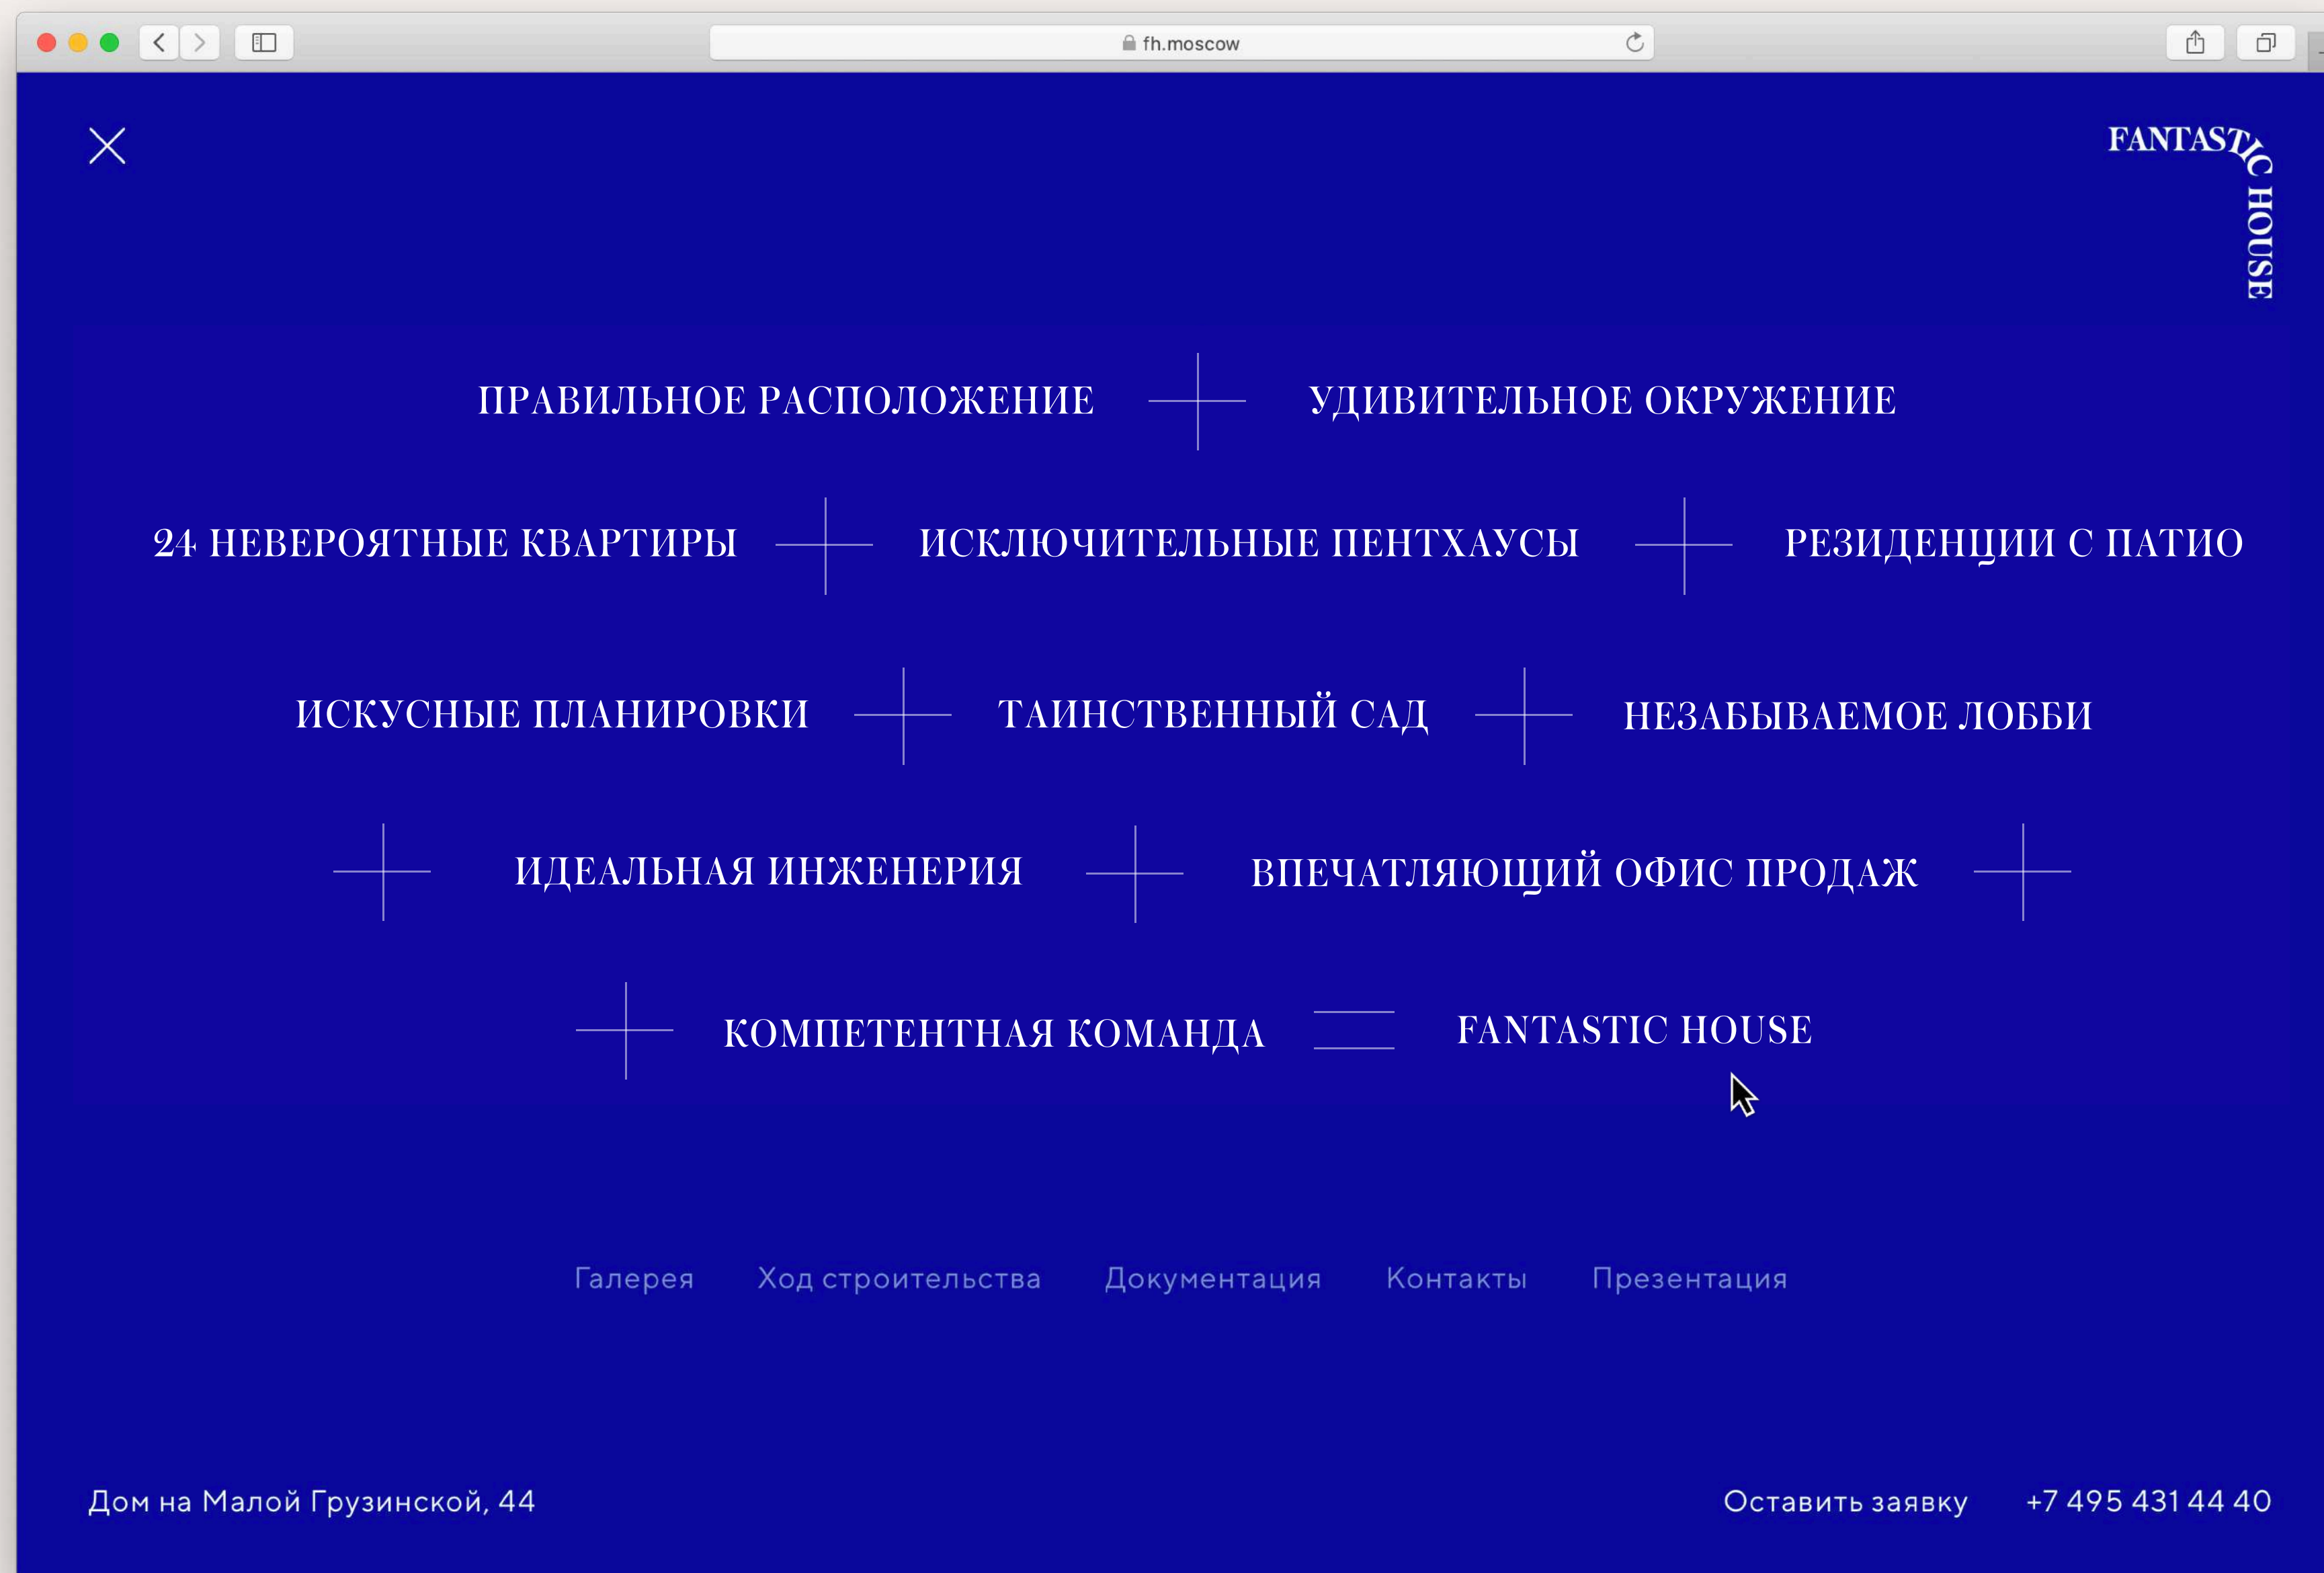 fh.moscow
FANTASTIC HOUSE
ПРАВИЛЬНОЕ РАСПОЛОЖЕНИЕ + УДИВИТЕЛЬНОЕ ОКРУЖЕНИЕ
24 НЕВЕРОЯТНЫЕ КВАРТИРЫ + ИСКЛЮЧИТЕЛЬНЫЕ ПЕНТХАУСЫ + РЕЗИДЕНЦИИ С ПАТИО
ИСКУСНЫЕ ПЛАНИРОВКИ + ТАИНСТВЕННЫЙ САД + НЕЗАБЫВАЕМОЕ ЛОББИ
+ ИДЕАЛЬНАЯ ИНЖЕНЕРИЯ + ВПЕЧАТЛЯЮЩИЙ ОФИС ПРОДАЖ +
+ КОМПЕТЕНТНАЯ КОМАНДА = FANTASTIC HOUSE
Галерея Ход строительства Документация Контакты Презентация
Дом на Малой Грузинской, 44 Оставить заявку +7 495 431 44 40